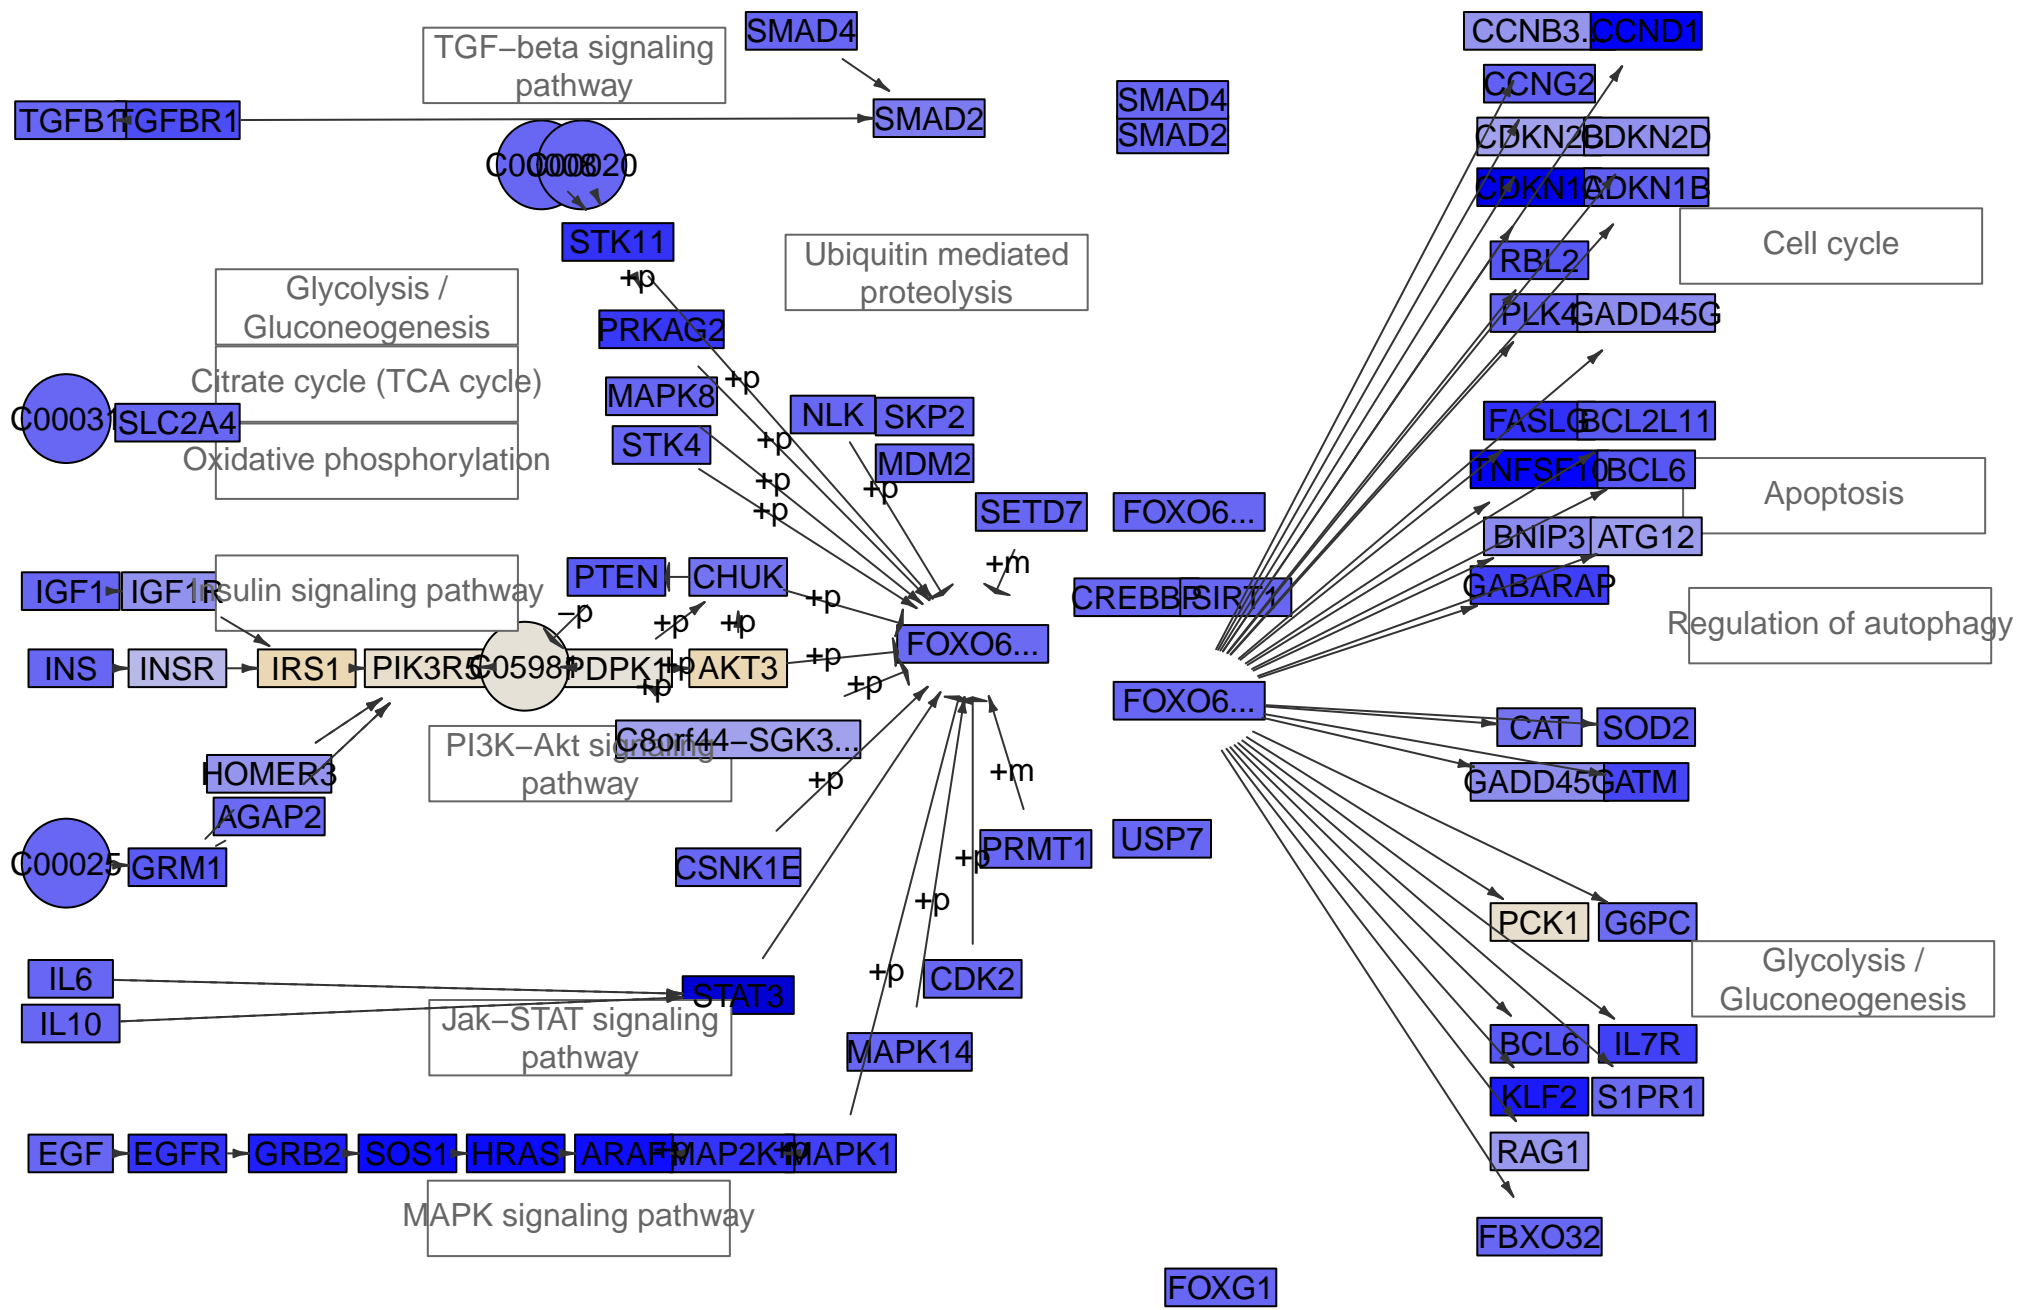 SMAD4
CCNB3.
CCND1
TGF−beta signaling
pathway
CCNG2
TGFB1
TGFBR1
SMAD2
SMAD4
SMAD2
CDKN2B
CDKN2D
C00020
CDKN1A
CDKN1B
STK11
+p
Ubiquitin mediated
proteolysis
Cell cycle
RBL2
Glycolysis /
Gluconeogenesis
PRKAG2
PLK4
GADD45G
Citrate cycle (TCA cycle)
+p
MAPK8
NLK
SKP2
C00031
SLC2A4
FASLG
BCL2L11
STK4
+p
MDM2
Oxidative phosphorylation
+p
+p
TNFSF10
BCL6
Apoptosis
+p
SETD7
FOXO6...
BNIP3
ATG12
+m
IGF1
IGF1R
Insulin signaling pathway
PTEN
CHUK
GABARAP
CREBBP
SIRT1
−p
+p
+p
+p
FOXO6...
Regulation of autophagy
INS
INSR
IRS1
PIK3R5
C05981
PDPK1
+p
AKT3
+p
+p
+p
FOXO6...
PI3K−Akt signaling
pathway
C8orf44−SGK3...
CAT
SOD2
HOMER3
+p
+m
GADD45G
GATM
AGAP2
C00025
GRM1
CSNK1E
+p
PRMT1
USP7
+p
PCK1
G6PC
IL6
+p
CDK2
Glycolysis /
Gluconeogenesis
STAT3
IL10
Jak−STAT signaling
pathway
MAPK14
BCL6
IL7R
KLF2
S1PR1
EGF
EGFR
GRB2
SOS1
HRAS
ARAF
+p
MAP2K1
+p
MAPK1
RAG1
MAPK signaling pathway
FBXO32
FOXG1